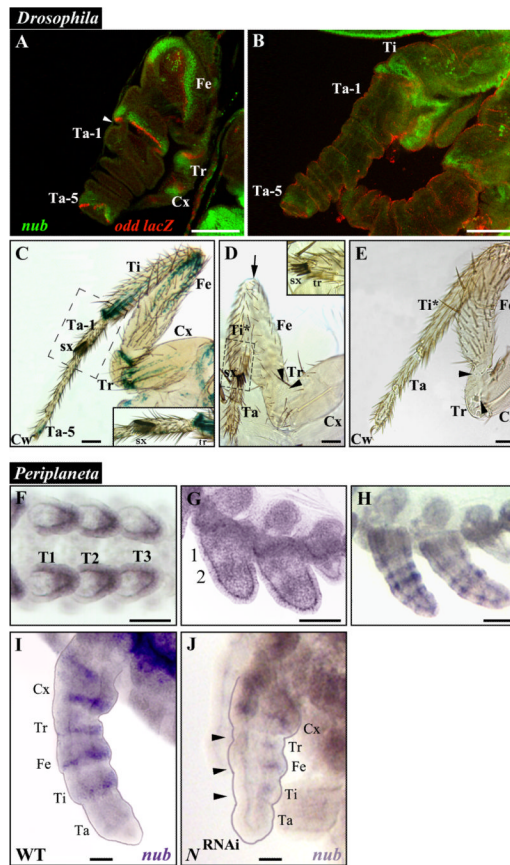 Drosophila
A
B
Ti
Fe
Ta-1
Ta-1
Tr
Ta-5
Cx
Ta-5
nub odd lacZ
C
D
E
sx tr
Ti
Fe
Ti*
Fe
Ti*
Fe
Ta-1
Cx
sx
sx
Ta
Tr
Cx
Ta
Tr
Tr
C
Ta-5
Cw
sx tr
Cw
Periplaneta
F
G
H
T1 T2 T3
1
2
I
J
Cx
Cx
Tr
Tr
Fe
Fe
Ti
Ti
Ta
Ta
WT nub
N RNAi nub